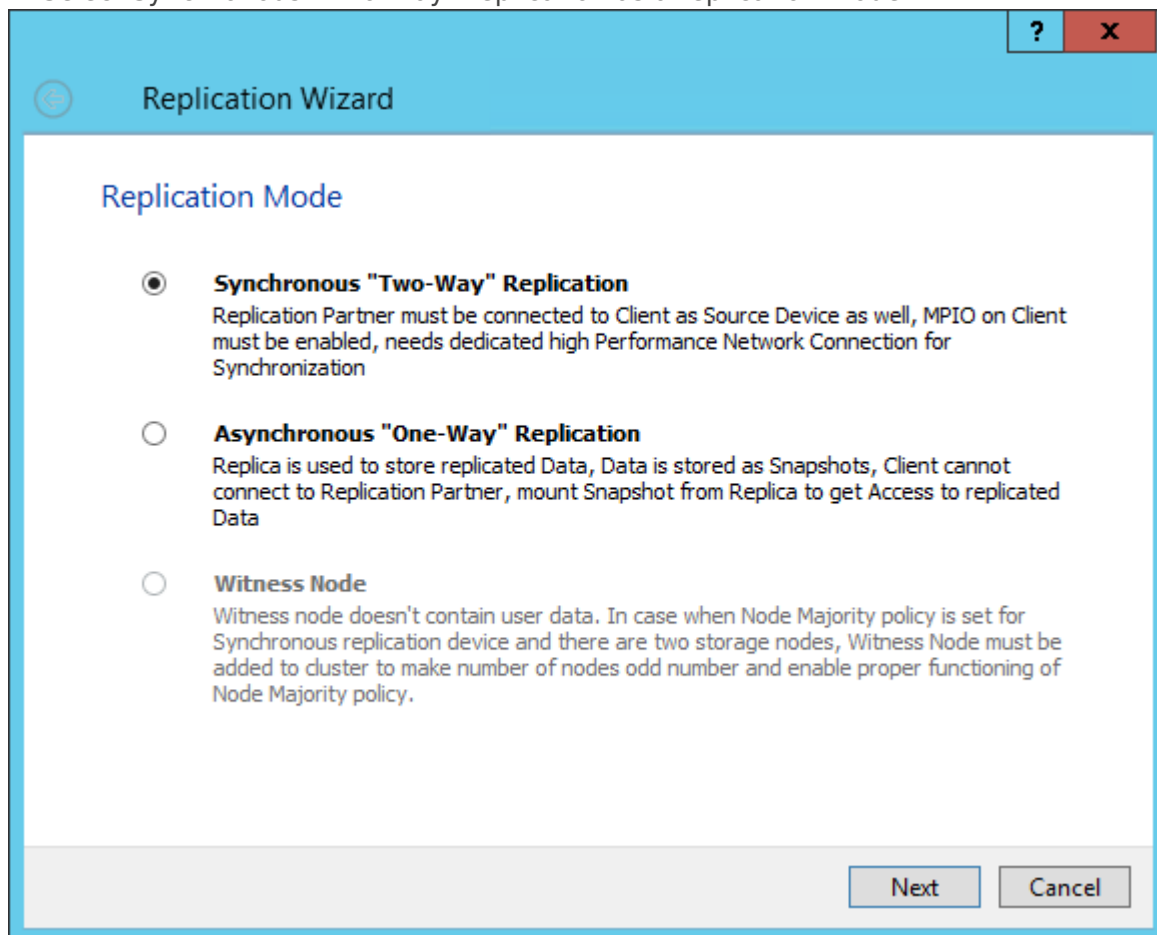 ? x
Replication Wizard
Replication Mode
Synchronous "Two-Way" Replication
Replication Partner must be connected to Client as Source Device as well, MPIO on Client
must be enabled, needs dedicated high Performance Network Connection for
Synchronization
Asynchronous "One-Way" Replication
Replica is used to store replicated Data, Data is stored as Snapshots, Client cannot
connect to Replication Partner, mount Snapshot from Replica to get Access to replicated
Data
Witness Node
Witness node doesn't contain user data. In case when Node Majority policy is set for
Synchronous replication device and there are two storage nodes, Witness Node must be
added to cluster to make number of nodes odd number and enable proper functioning of
Node Majority policy.
Next Cancel